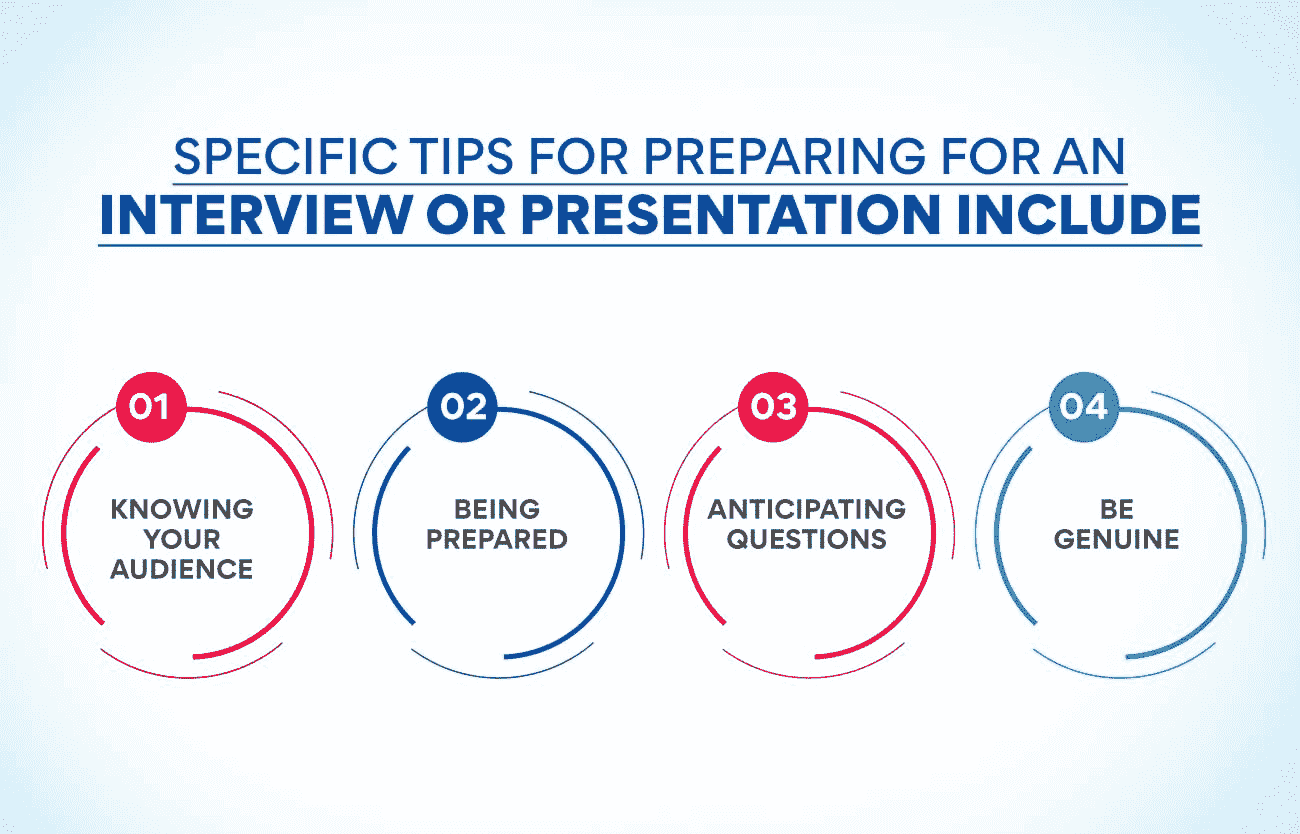 SPECIFIC TIPS FOR PREPARING FOR AN
INTERVIEW OR PRESENTATION INCLUDE
01
KNOWING
YOUR
AUDIENCE
02
BEING
PREPARED
03
ANTICIPATING
QUESTIONS
04
BE
GENUINE